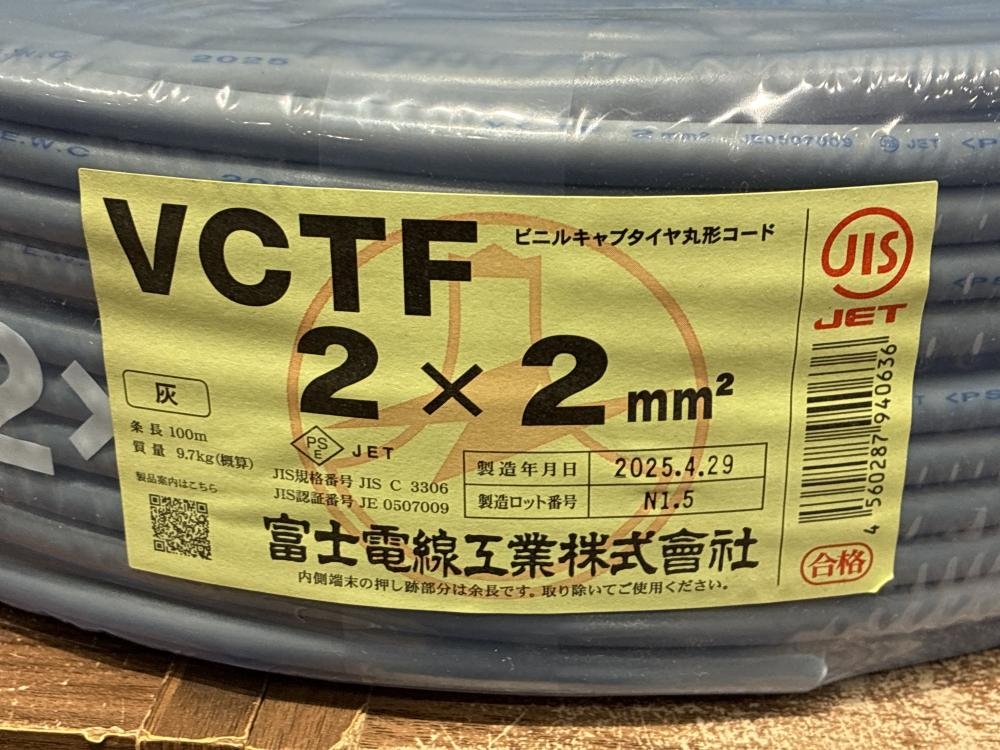 2025
2mm² JE0507009 JET <PS
E.W.C
VCTF
ビニルキャブタイヤ丸形コード
2×2mm²
灰
条長 100m
質量 9.7kg(概算)
製品案内はこちら
PS
E
JET
JIS規格番号 JIS C 3306
JIS認証番号 JE 0507009
製造年月日 2025.4.29
製造ロット番号 N1.5
富士電線工業株式會社
内側端末の押し跡部分は余長です。取り除いてご使用ください。
JIS
JET
4560287940636
合格